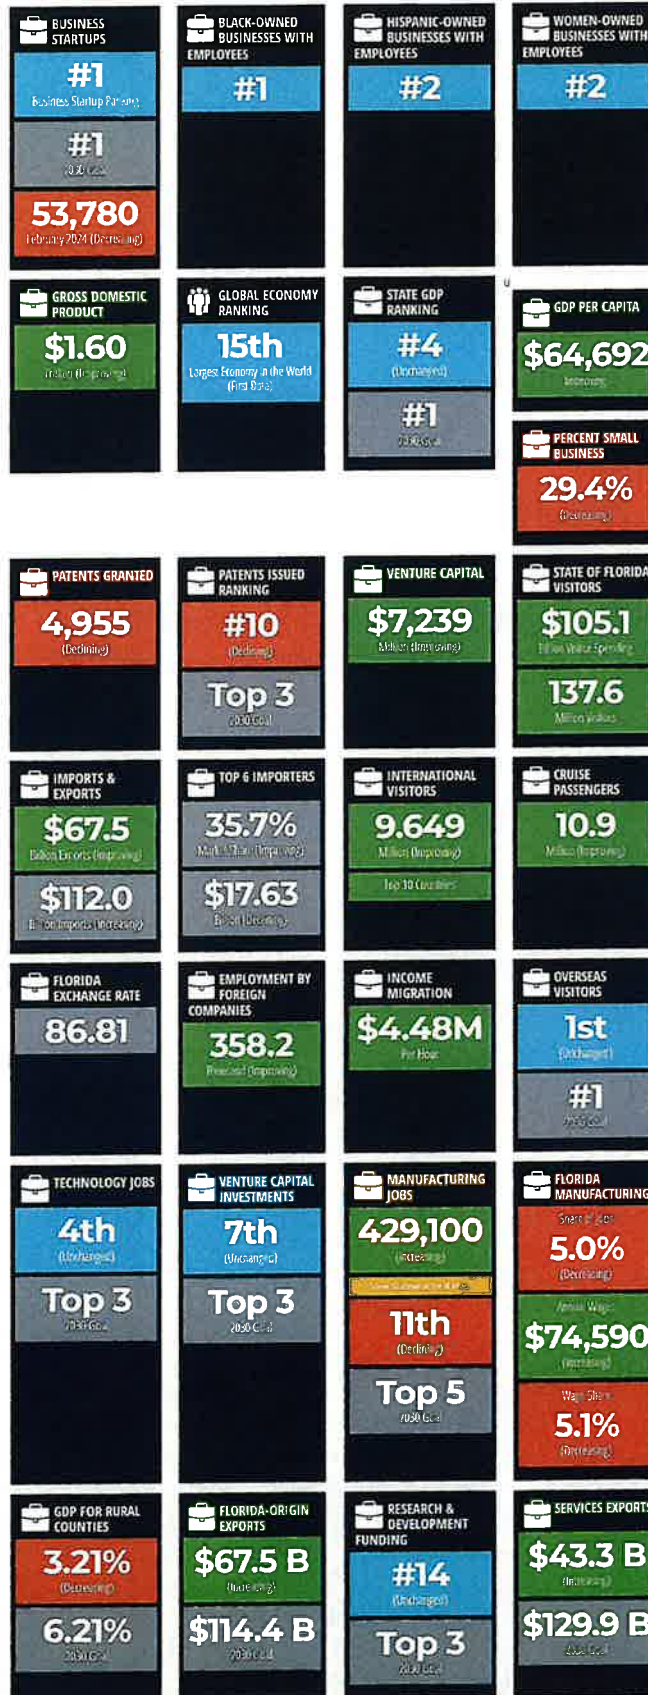 BUSINESS
STARTUPS
#1
Business Startup Ranking
#1
2030 Goal
53,780
February 2024 (Decreasing)
BLACK-OWNED
BUSINESSES WITH
EMPLOYEES
#1
HISPANIC-OWNED
BUSINESSES WITH
EMPLOYEES
#2
WOMEN-OWNED
BUSINESSES WITH
EMPLOYEES
#2
GROSS DOMESTIC
PRODUCT
$1.60
Trillion (Improving)
GLOBAL ECONOMY
RANKING
15th
Largest Economy in the World
(First Data)
STATE GDP
RANKING
#4
(Unchanged)
#1
2030 Goal
GDP PER CAPITA
$64,692
Improving
PERCENT SMALL
BUSINESS
29.4%
(Decreasing)
PATENTS GRANTED
4,955
(Declining)
PATENTS ISSUED
RANKING
#10
(Declining)
Top 3
2030 Goal
VENTURE CAPITAL
$7,239
Million (Improving)
STATE OF FLORIDA
VISITORS
$105.1
Billion Visitor Spending
137.6
Million Visitors
IMPORTS &
EXPORTS
$67.5
Billion Exports (Improving)
$112.0
Billion Imports (Increasing)
TOP 6 IMPORTERS
35.7%
Market Share (Improving)
$17.63
Billion (Declining)
INTERNATIONAL
VISITORS
9.649
Million (Improving)
Top 10 Countries
CRUISE
PASSENGERS
10.9
Million (Improving)
FLORIDA
EXCHANGE RATE
86.81
EMPLOYMENT BY
FOREIGN
COMPANIES
358.2
Thousand (Improving)
INCOME
MIGRATION
$4.48M
Per Hour
OVERSEAS
VISITORS
1st
(Unchanged)
#1
2030 Goal
TECHNOLOGY JOBS
4th
(Unchanged)
Top 3
2030 Goal
VENTURE CAPITAL
INVESTMENTS
7th
(Unchanged)
Top 3
2030 Goal
MANUFACTURING
JOBS
429,100
(Increasing)
11th
(Declining)
Top 5
2030 Goal
FLORIDA
MANUFACTURING
Share of Jobs
5.0%
(Decreasing)
Annual Wage
$74,590
(Increasing)
Wage Share
5.1%
(Decreasing)
GDP FOR RURAL
COUNTIES
3.21%
(Decreasing)
6.21%
2030 Goal
FLORIDA-ORIGIN
EXPORTS
$67.5 B
(Increasing)
$114.4 B
2030 Goal
RESEARCH &
DEVELOPMENT
FUNDING
#14
(Unchanged)
Top 3
2030 Goal
SERVICES EXPORTS
$43.3 B
(Increasing)
$129.9 B
2030 Goal